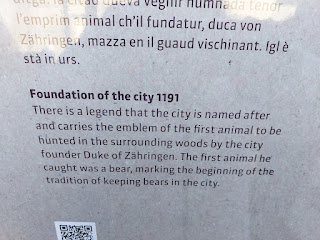 la citad dueva vegnir numnada tenor
l'emprim animal ch'il fundatur, duca von
Zähringen, mazza en il guaud vischinant. Igl è
stà in urs.
Foundation of the city 1191
There is a legend that the city is named after
and carries the emblem of the first animal to be
hunted in the surrounding woods by the city
founder Duke of Zähringen. The first animal he
caught was a bear, marking the beginning of the
tradition of keeping bears in the city.